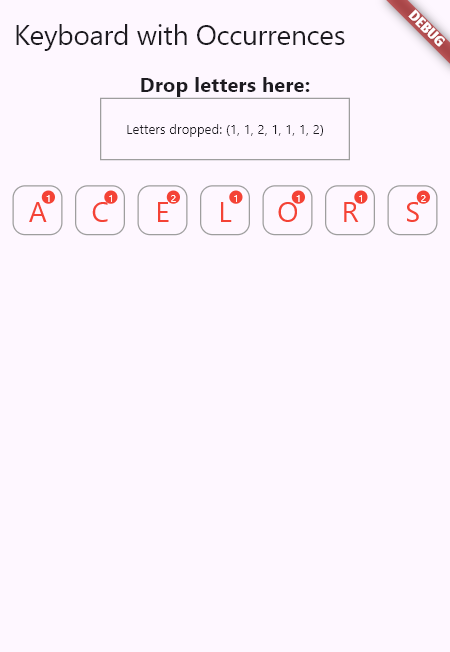 Keyboard with Occurrences
DEBUG
Drop letters here:
Letters dropped: (1, 1, 2, 1, 1, 1, 2)
1 1 2 1 1 1 2
A C E L O R S